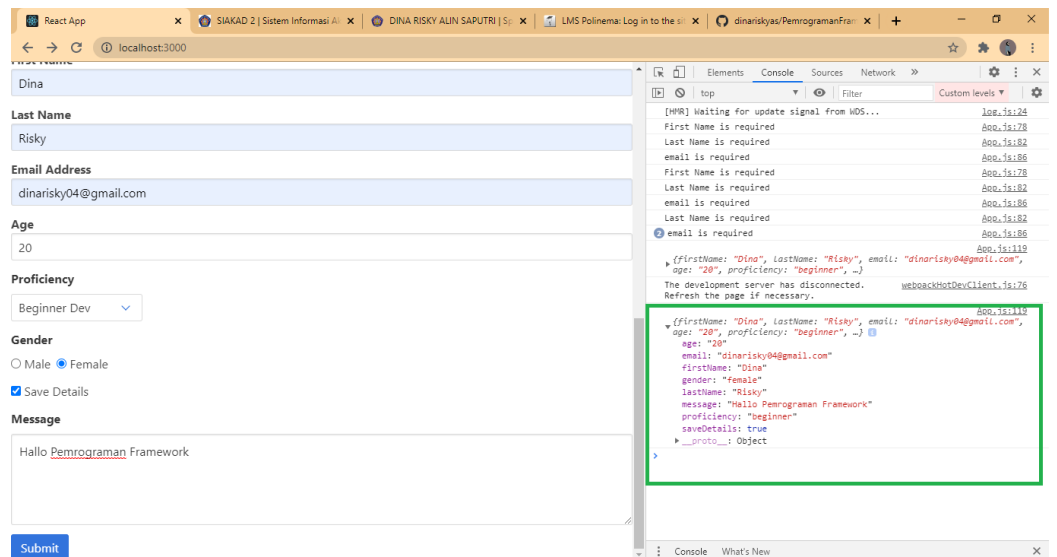 React App
SIAKAD 2 | Sistem Informasi Al
DINA RISKY ALIN SAPUTRI | Sp
LMS Polinema: Log in to the sit
dinariskyas/PemrogramanFram
localhost:3000
First Name
Dina
Last Name
Risky
Email Address
dinarisky04@gmail.com
Age
20
Proficiency
Beginner Dev
Gender
Male Female
Save Details
Message
Hallo Pemrograman Framework
Submit
Elements Console Sources Network »
top Filter Custom levels ▼
[HMR] Waiting for update signal from WDS... log.js:24
First Name is required App.js:78
Last Name is required App.js:82
email is required App.js:86
First Name is required App.js:78
Last Name is required App.js:82
email is required App.js:86
Last Name is required App.js:82
2 email is required App.js:86
App.js:119
{firstName: "Dina", lastName: "Risky", email: "dinarisky04@gmail.com",
age: "20", proficiency: "beginner", …}
The development server has disconnected. webpackHotDevClient.js:76
Refresh the page if necessary.
App.js:119
{firstName: "Dina", lastName: "Risky", email: "dinarisky04@gmail.com",
age: "20", proficiency: "beginner", …} i
age: "20"
email: "dinarisky04@gmail.com"
firstName: "Dina"
gender: "female"
lastName: "Risky"
message: "Hallo Pemrograman Framework"
proficiency: "beginner"
saveDetails: true
__proto__: Object
Console What's New